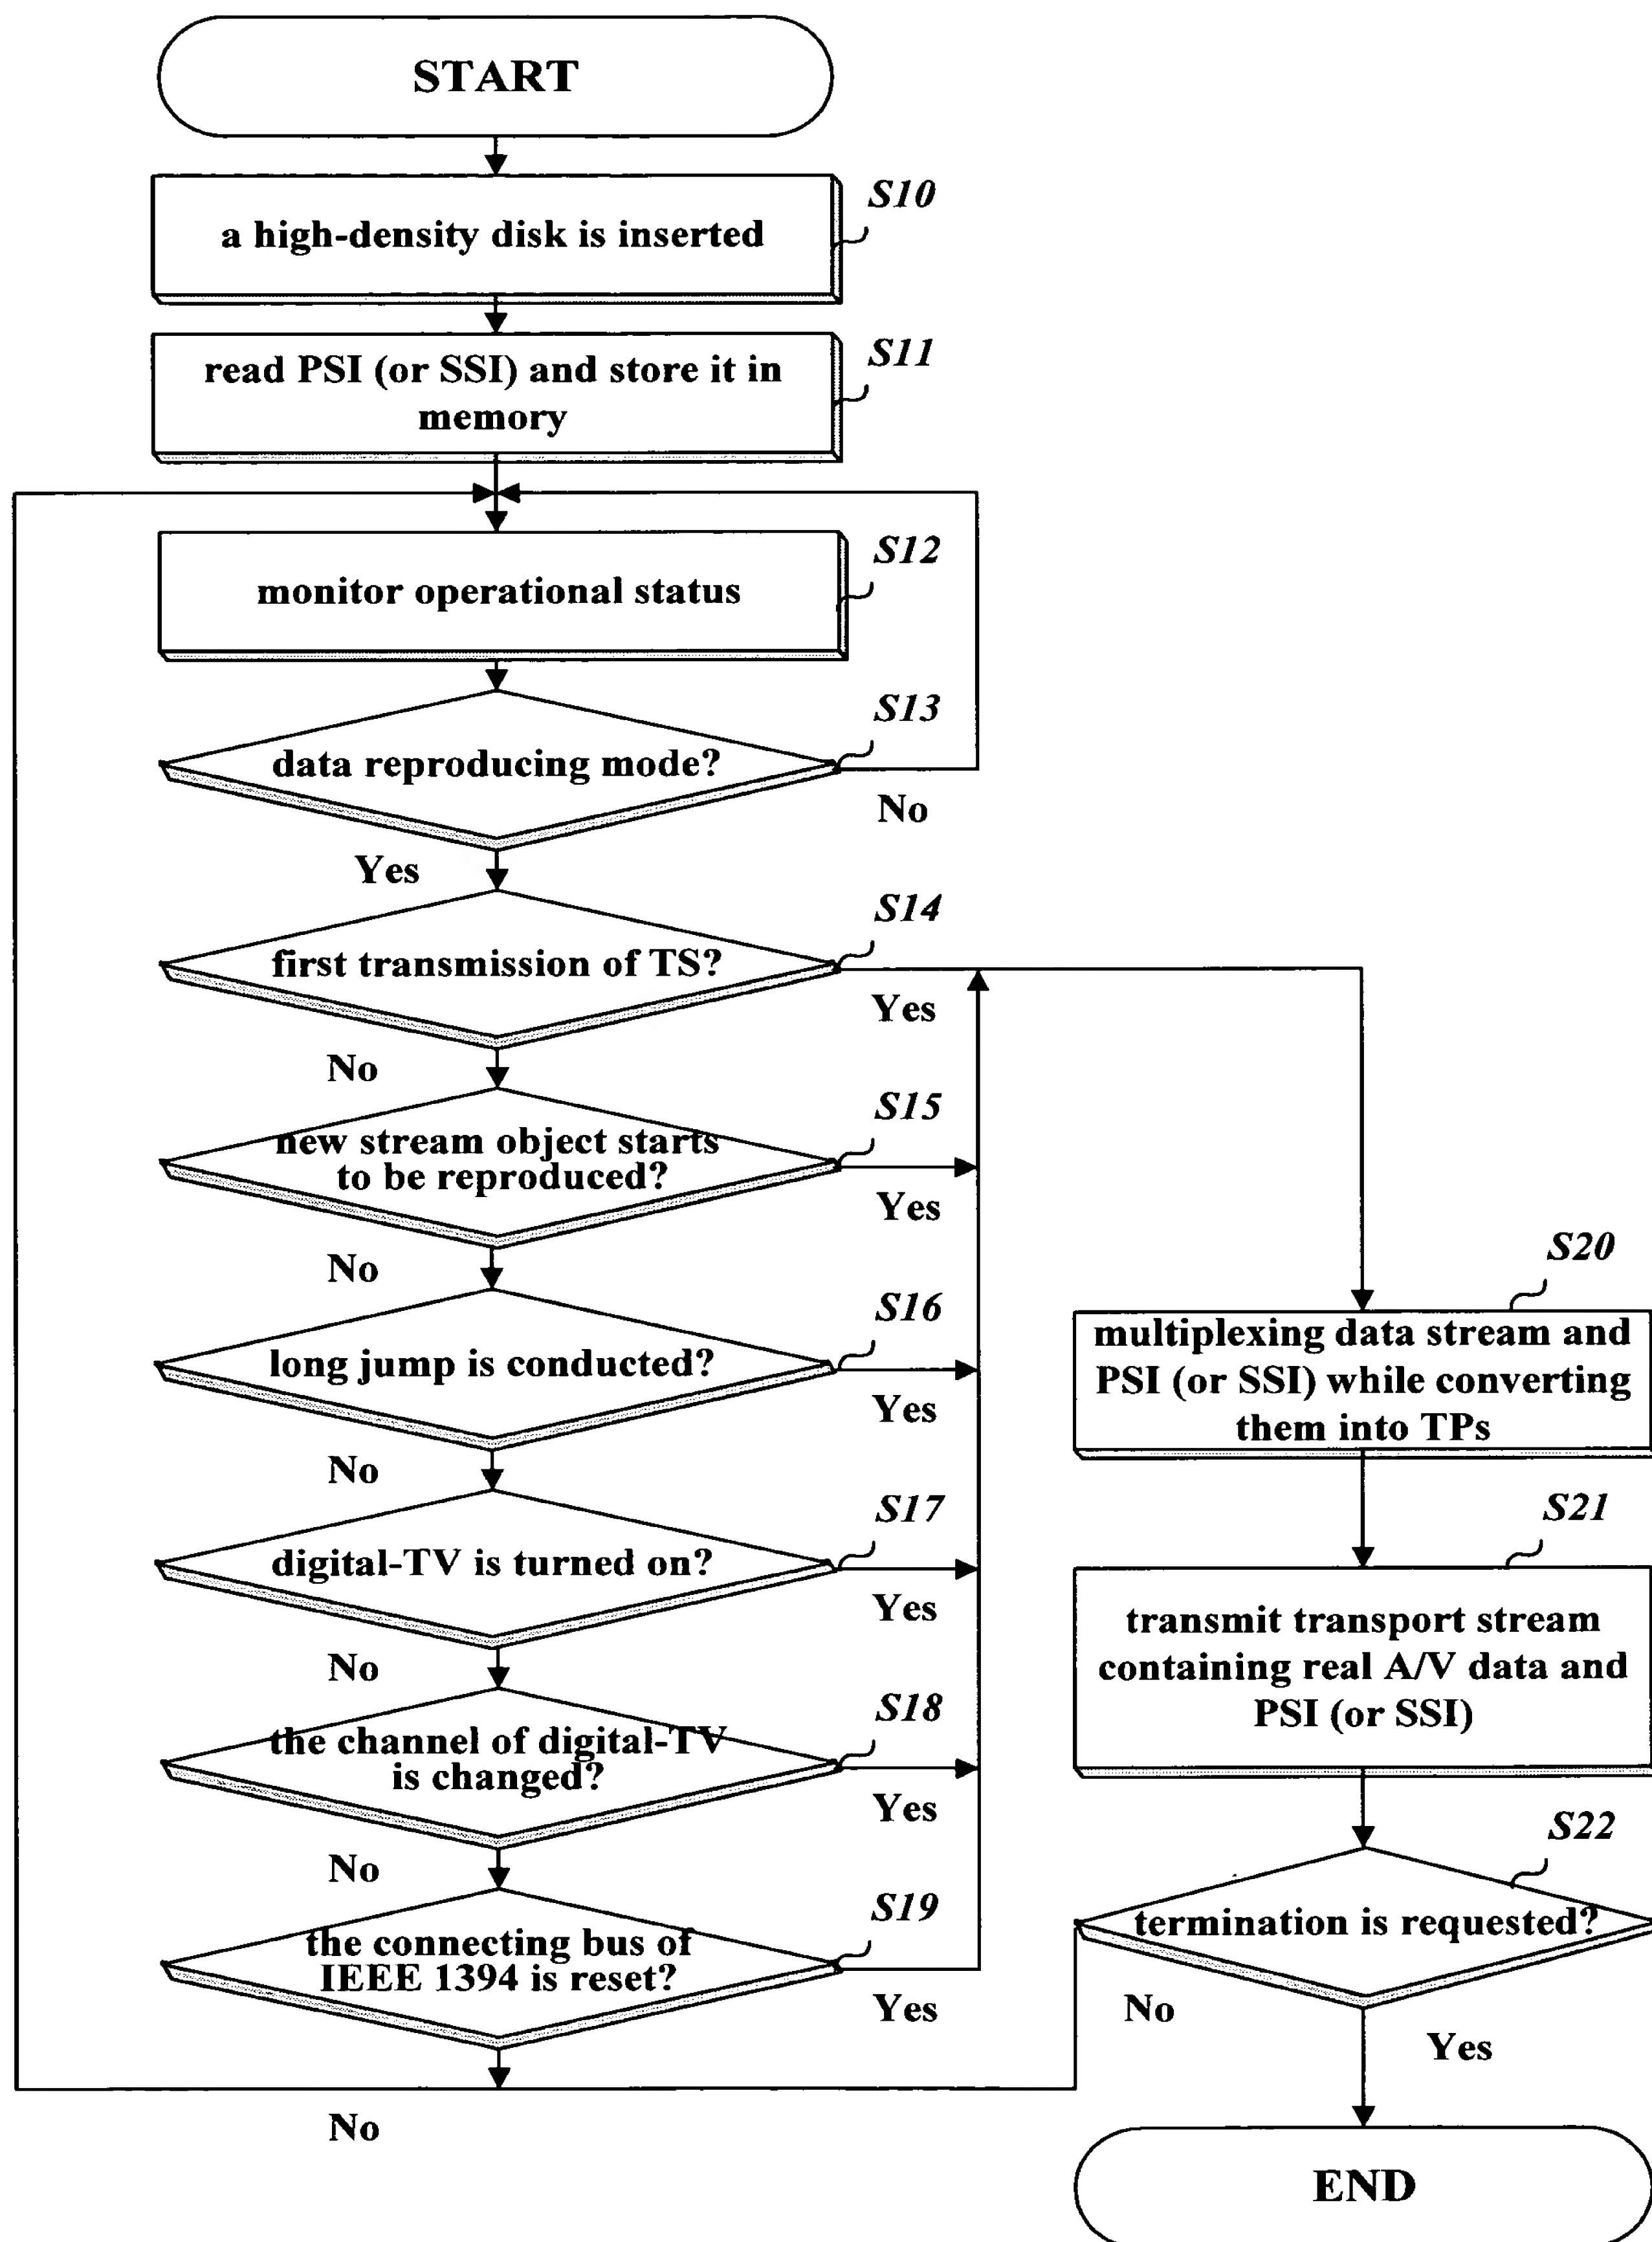 START
S10
a high-density disk is inserted
S11
read PSI (or SSI) and store it in
memory
S12
monitor operational status
S13
data reproducing mode?
No
Yes
S14
first transmission of TS?
Yes
No
S15
new stream object starts
to be reproduced?
Yes
No
S16
long jump is conducted?
Yes
No
S17
digital-TV is turned on?
Yes
No
S18
the channel of digital-TV
is changed?
Yes
No
S19
the connecting bus of
IEEE 1394 is reset?
Yes
No
S20
multiplexing data stream and
PSI (or SSI) while converting
them into TPs
S21
transmit transport stream
containing real A/V data and
PSI (or SSI)
S22
termination is requested?
No
Yes
END